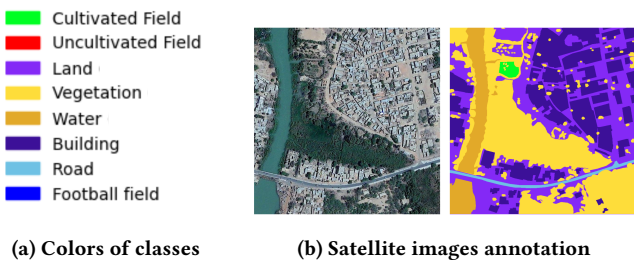 Cultivated Field
Uncultivated Field
Land
Vegetation
Water
Building
Road
Football field
(a) Colors of classes
(b) Satellite images annotation